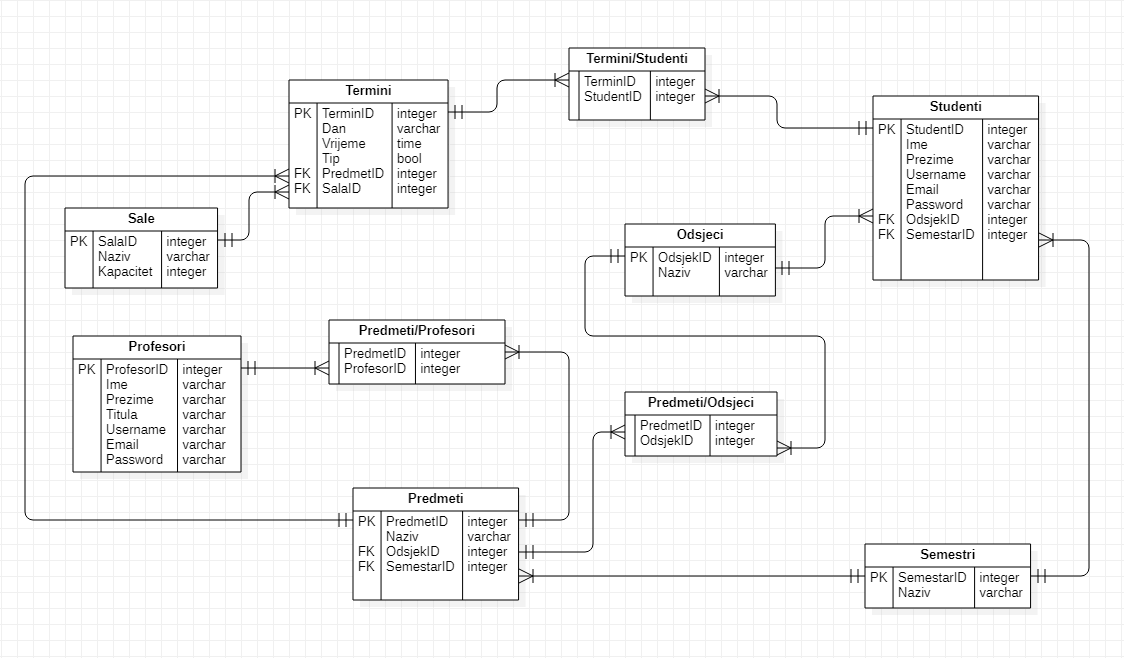 Termini/Studenti
TerminID integer
StudentID integer
Termini
PK TerminID integer
Dan varchar
Vrijeme time
Tip bool
FK PredmetID integer
FK SalaID integer
Studenti
PK StudentID integer
Ime varchar
Prezime varchar
Username varchar
Email varchar
Password varchar
FK OdsjekID integer
FK SemestarID integer
Sale
PK SalaID integer
Naziv varchar
Kapacitet integer
Odsjeci
PK OdsjekID integer
Naziv varchar
Profesori
PK ProfesorID integer
Ime varchar
Prezime varchar
Titula varchar
Username varchar
Email varchar
Password varchar
Predmeti/Profesori
PredmetID integer
ProfesorID integer
Predmeti/Odsjeci
PredmetID integer
OdsjekID integer
Predmeti
PK PredmetID integer
Naziv varchar
FK OdsjekID integer
FK SemestarID integer
Semestri
PK SemestarID integer
Naziv varchar